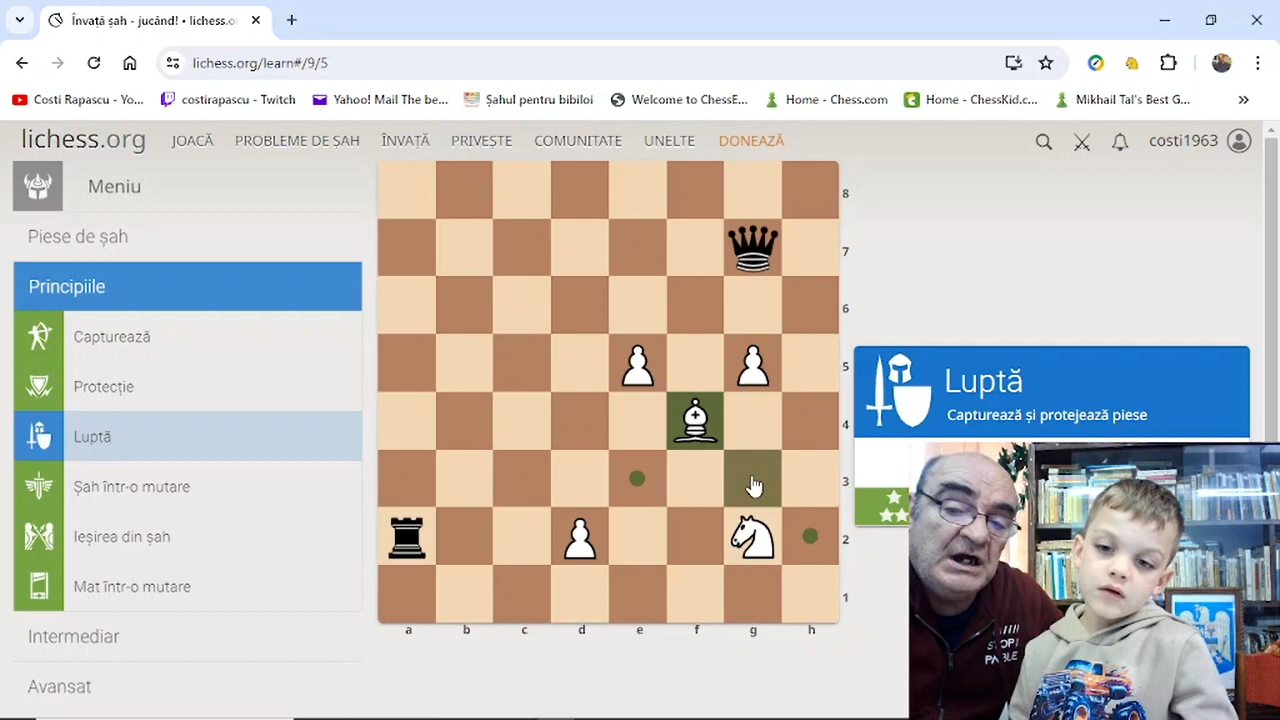 Învață șah - jucând! • lichess.o
lichess.org/learn#/9/5
Costi Rapascu - Yo...
costirapascu - Twitch
Yahoo! Mail The be...
Șahul pentru bibiloi
Welcome to ChessE...
Home - Chess.com
Home - ChessKid.c...
Mikhail Tal's Best G...
lichess.org
JOACĂ
PROBLEME DE ȘAH
ÎNVAȚĂ
PRIVEȘTE
COMUNITATE
UNELTE
DONEAZĂ
costi1963
Meniu
Piese de șah
Principiile
Capturează
Protecție
Luptă
Șah într-o mutare
Ieșirea din șah
Mat într-o mutare
Intermediar
Avansat
8
7
6
5
4
3
2
1
a b c d e f g h
Luptă
Capturează și protejează piese